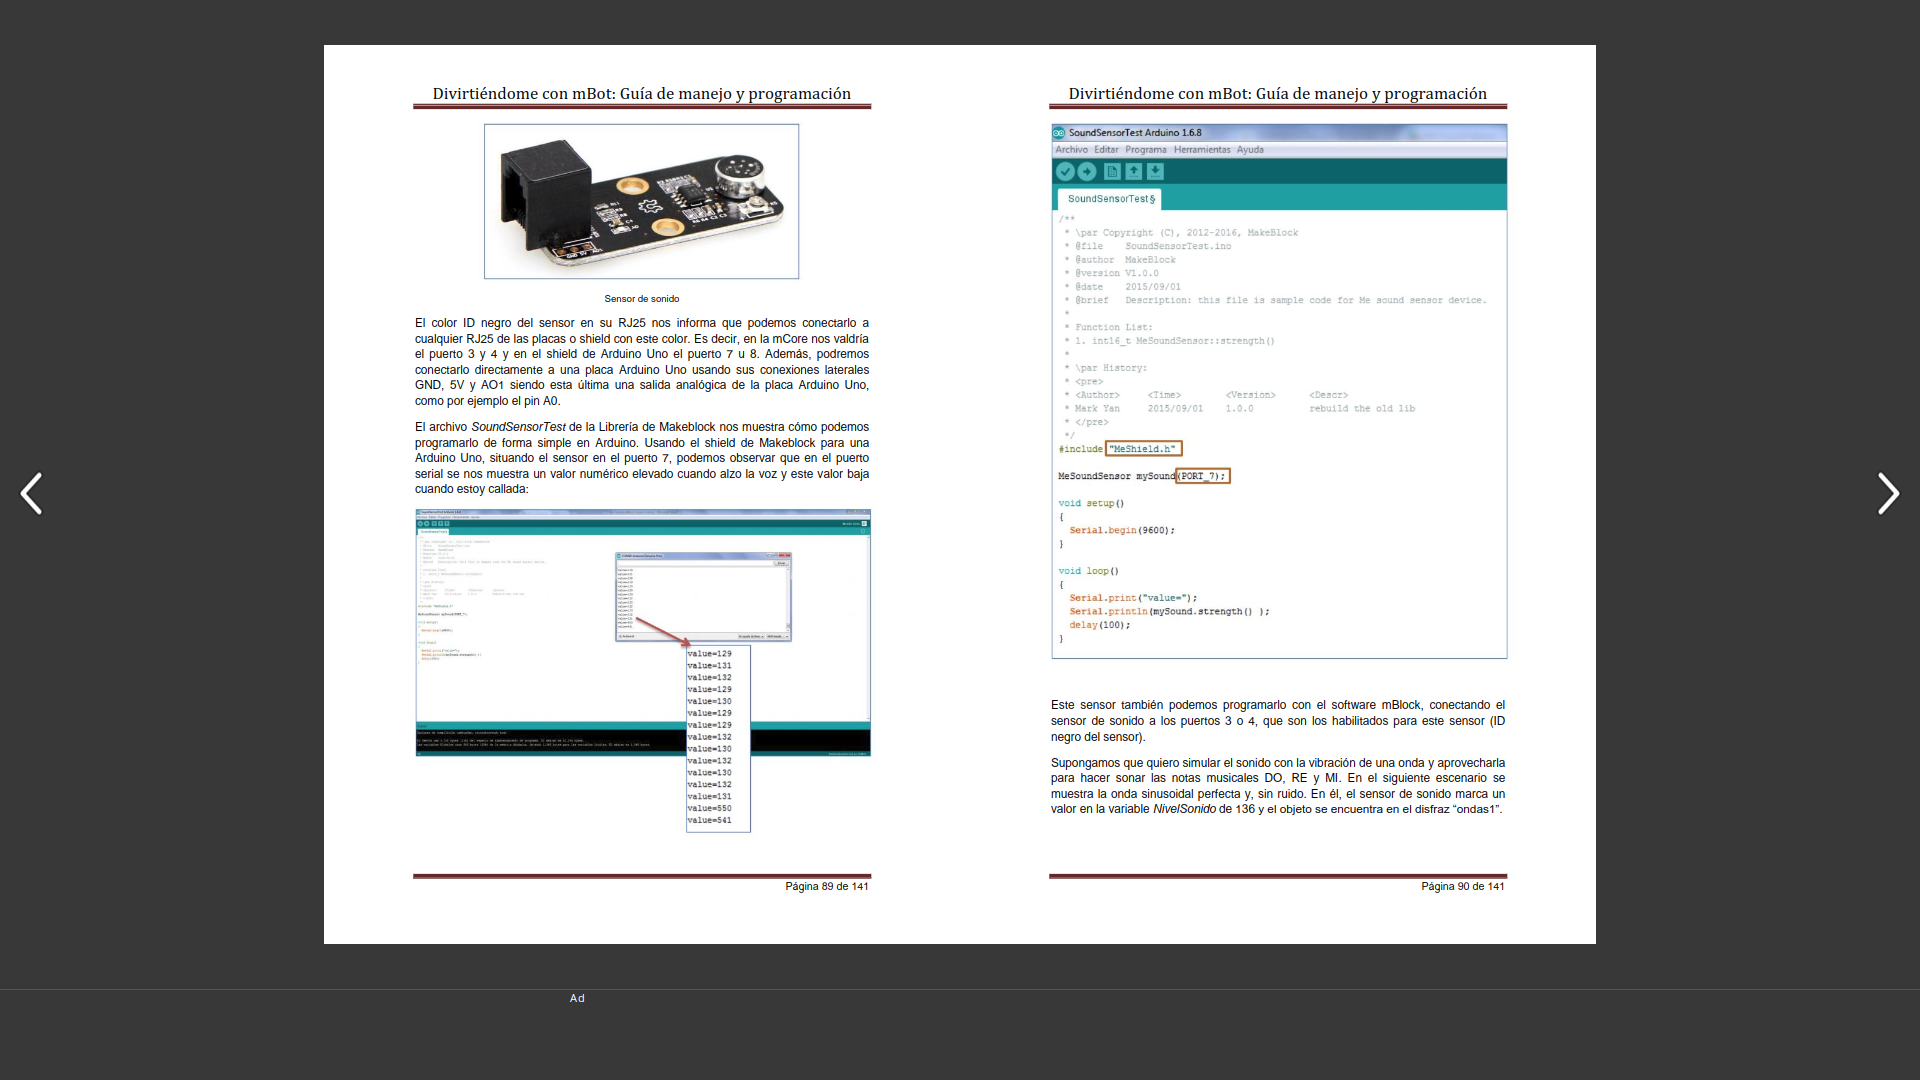 Divirtiéndome con mBot: Guía de manejo y programación
Sensor de sonido
El color ID negro del sensor en su RJ25 nos informa que podemos conectarlo a
cualquier RJ25 de las placas o shield con este color. Es decir, en la mCore nos valdría
el puerto 3 y 4 y en el shield de Arduino Uno el puerto 7 u 8. Además, podremos
conectarlo directamente a una placa Arduino Uno usando sus conexiones laterales
GND, 5V y AO1 siendo esta última una salida analógica de la placa Arduino Uno,
como por ejemplo el pin A0.
El archivo SoundSensorTest de la Librería de Makeblock nos muestra cómo podemos
programarlo de forma simple en Arduino. Usando el shield de Makeblock para una
Arduino Uno, situando el sensor en el puerto 7, podemos observar que en el puerto
serial se nos muestra un valor numérico elevado cuando alzo la voz y este valor baja
cuando estoy callada:
value=129
value=131
value=132
value=129
value=130
value=129
value=129
value=132
value=130
value=132
value=130
value=132
value=131
value=550
value=541
Página 89 de 141
Divirtiéndome con mBot: Guía de manejo y programación
SoundSensorTest Arduino 1.6.8
Archivo Editar Programa Herramientas Ayuda
SoundSensorTest§
/**
* \par Copyright (C), 2012-2016, MakeBlock
* @file SoundSensorTest.ino
* @author MakeBlock
* @version V1.0.0
* @date 2015/09/01
* @brief Description: this file is sample code for Me sound sensor device.
*
* Function List:
* 1. int16_t MeSoundSensor::strength()
*
* \par History:
* <pre>
* <Author> <Time> <Version> <Descr>
* Mark Yan 2015/09/01 1.0.0 rebuild the old lib
* </pre>
*/
#include "MeShield.h"
MeSoundSensor mySound(PORT_7);
void setup()
{
Serial.begin(9600);
}
void loop()
{
Serial.print("value=");
Serial.println(mySound.strength() );
delay(100);
}
Este sensor también podemos programarlo con el software mBlock, conectando el
sensor de sonido a los puertos 3 o 4, que son los habilitados para este sensor (ID
negro del sensor).
Supongamos que quiero simular el sonido con la vibración de una onda y aprovecharla
para hacer sonar las notas musicales DO, RE y MI. En el siguiente escenario se
muestra la onda sinusoidal perfecta y, sin ruido. En él, el sensor de sonido marca un
valor en la variable NivelSonido de 136 y el objeto se encuentra en el disfraz “ondas1”.
Página 90 de 141
Ad